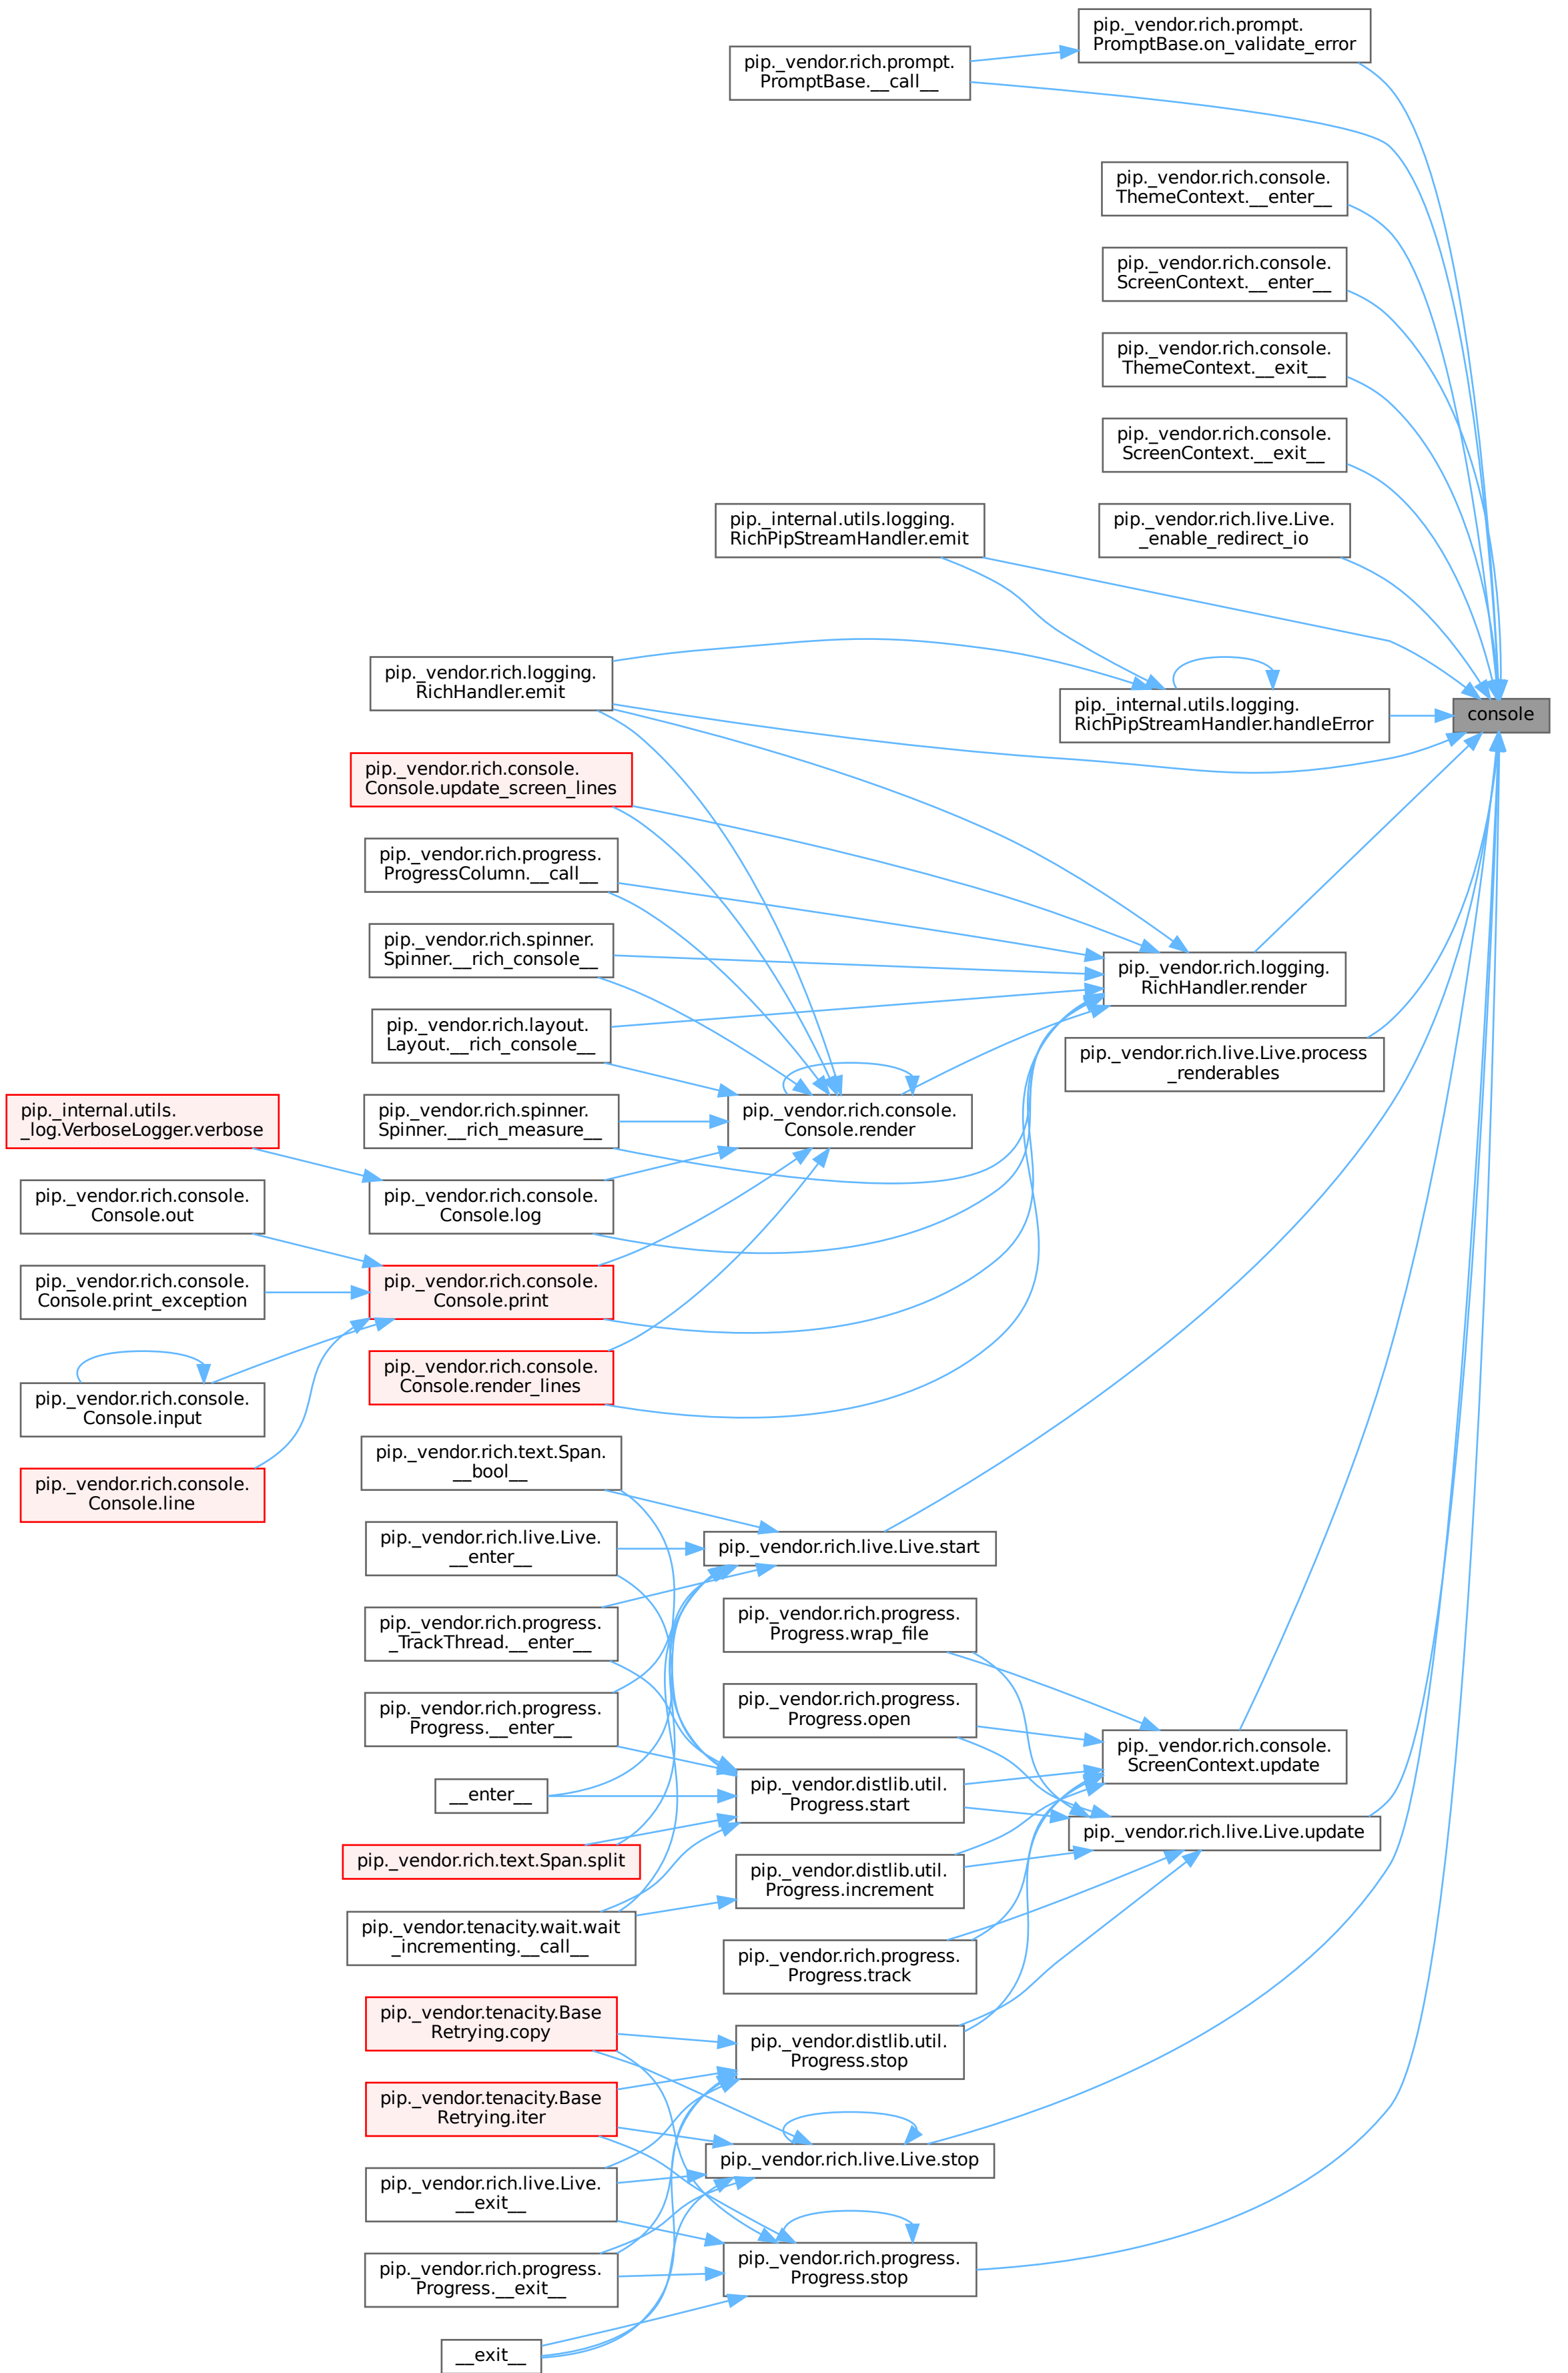 pip._vendor.rich.prompt.
PromptBase.on_validate_error
pip._vendor.rich.prompt.
PromptBase.__call__
pip._vendor.rich.console.
ThemeContext.__enter__
pip._vendor.rich.console.
ScreenContext.__enter__
pip._vendor.rich.console.
ThemeContext.__exit__
pip._vendor.rich.console.
ScreenContext.__exit__
pip._internal.utils.logging.
RichPipStreamHandler.emit
pip._vendor.rich.live.Live.
_enable_redirect_io
pip._vendor.rich.logging.
RichHandler.emit
pip._internal.utils.logging.
RichPipStreamHandler.handleError
console
pip._vendor.rich.console.
Console.update_screen_lines
pip._vendor.rich.progress.
ProgressColumn.__call__
pip._vendor.rich.spinner.
Spinner.__rich_console__
pip._vendor.rich.logging.
RichHandler.render
pip._vendor.rich.layout.
Layout.__rich_console__
pip._vendor.rich.live.Live.process
_renderables
pip._internal.utils.
_log.VerboseLogger.verbose
pip._vendor.rich.spinner.
Spinner.__rich_measure__
pip._vendor.rich.console.
Console.render
pip._vendor.rich.console.
Console.out
pip._vendor.rich.console.
Console.log
pip._vendor.rich.console.
Console.print_exception
pip._vendor.rich.console.
Console.print
pip._vendor.rich.console.
Console.input
pip._vendor.rich.console.
Console.render_lines
pip._vendor.rich.console.
Console.line
pip._vendor.rich.text.Span.
__bool__
pip._vendor.rich.live.Live.
__enter__
pip._vendor.rich.live.Live.start
pip._vendor.rich.progress.
_TrackThread.__enter__
pip._vendor.rich.progress.
Progress.wrap_file
pip._vendor.rich.progress.
Progress.__enter__
pip._vendor.rich.progress.
Progress.open
pip._vendor.rich.console.
ScreenContext.update
__enter__
pip._vendor.distlib.util.
Progress.start
pip._vendor.rich.live.Live.update
pip._vendor.rich.text.Span.split
pip._vendor.distlib.util.
Progress.increment
pip._vendor.tenacity.wait.wait
_incrementing.__call__
pip._vendor.rich.progress.
Progress.track
pip._vendor.tenacity.Base
Retrying.copy
pip._vendor.distlib.util.
Progress.stop
pip._vendor.tenacity.Base
Retrying.iter
pip._vendor.rich.live.Live.stop
pip._vendor.rich.live.Live.
__exit__
pip._vendor.rich.progress.
Progress.__exit__
pip._vendor.rich.progress.
Progress.stop
__exit__